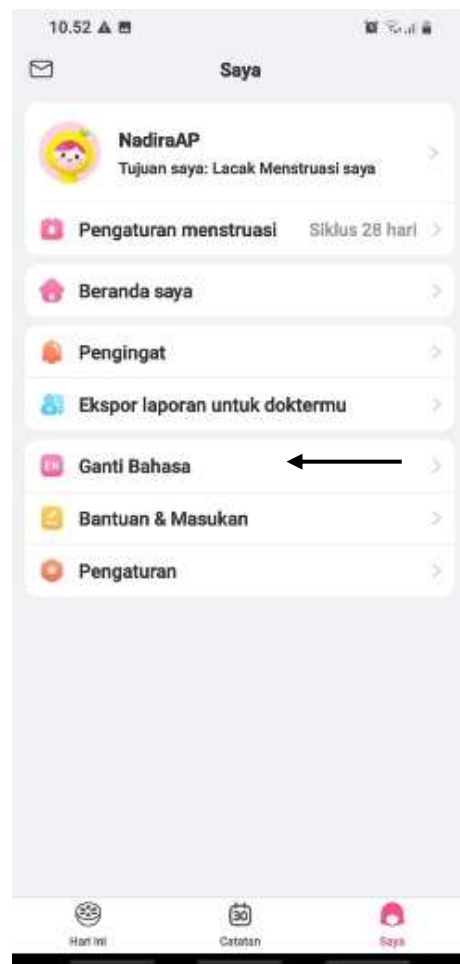 10.52
Saya
NadiraAP
Tujuan saya: Lacak Menstruasi saya
Pengaturan menstruasi Siklus 28 hari
Beranda saya
Pengingat
Ekspor laporan untuk doktermu
EN Ganti Bahasa
Bantuan & Masukan
Pengaturan
30
Hari Ini Catatan Saya